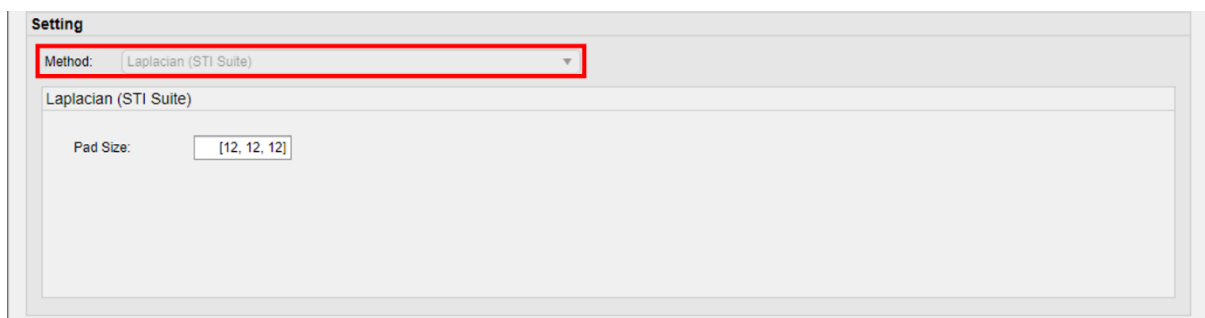 Setting
Method: Laplacian (STI Suite)
Laplacian (STI Suite)
Pad Size: [12, 12, 12]